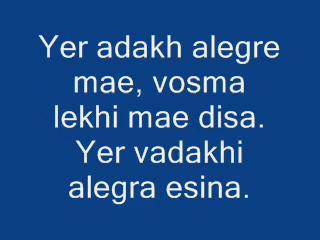 Yer adakh alegre
mae, vosma
lekhi mae disa.
Yer vadakhi
alegra esina.